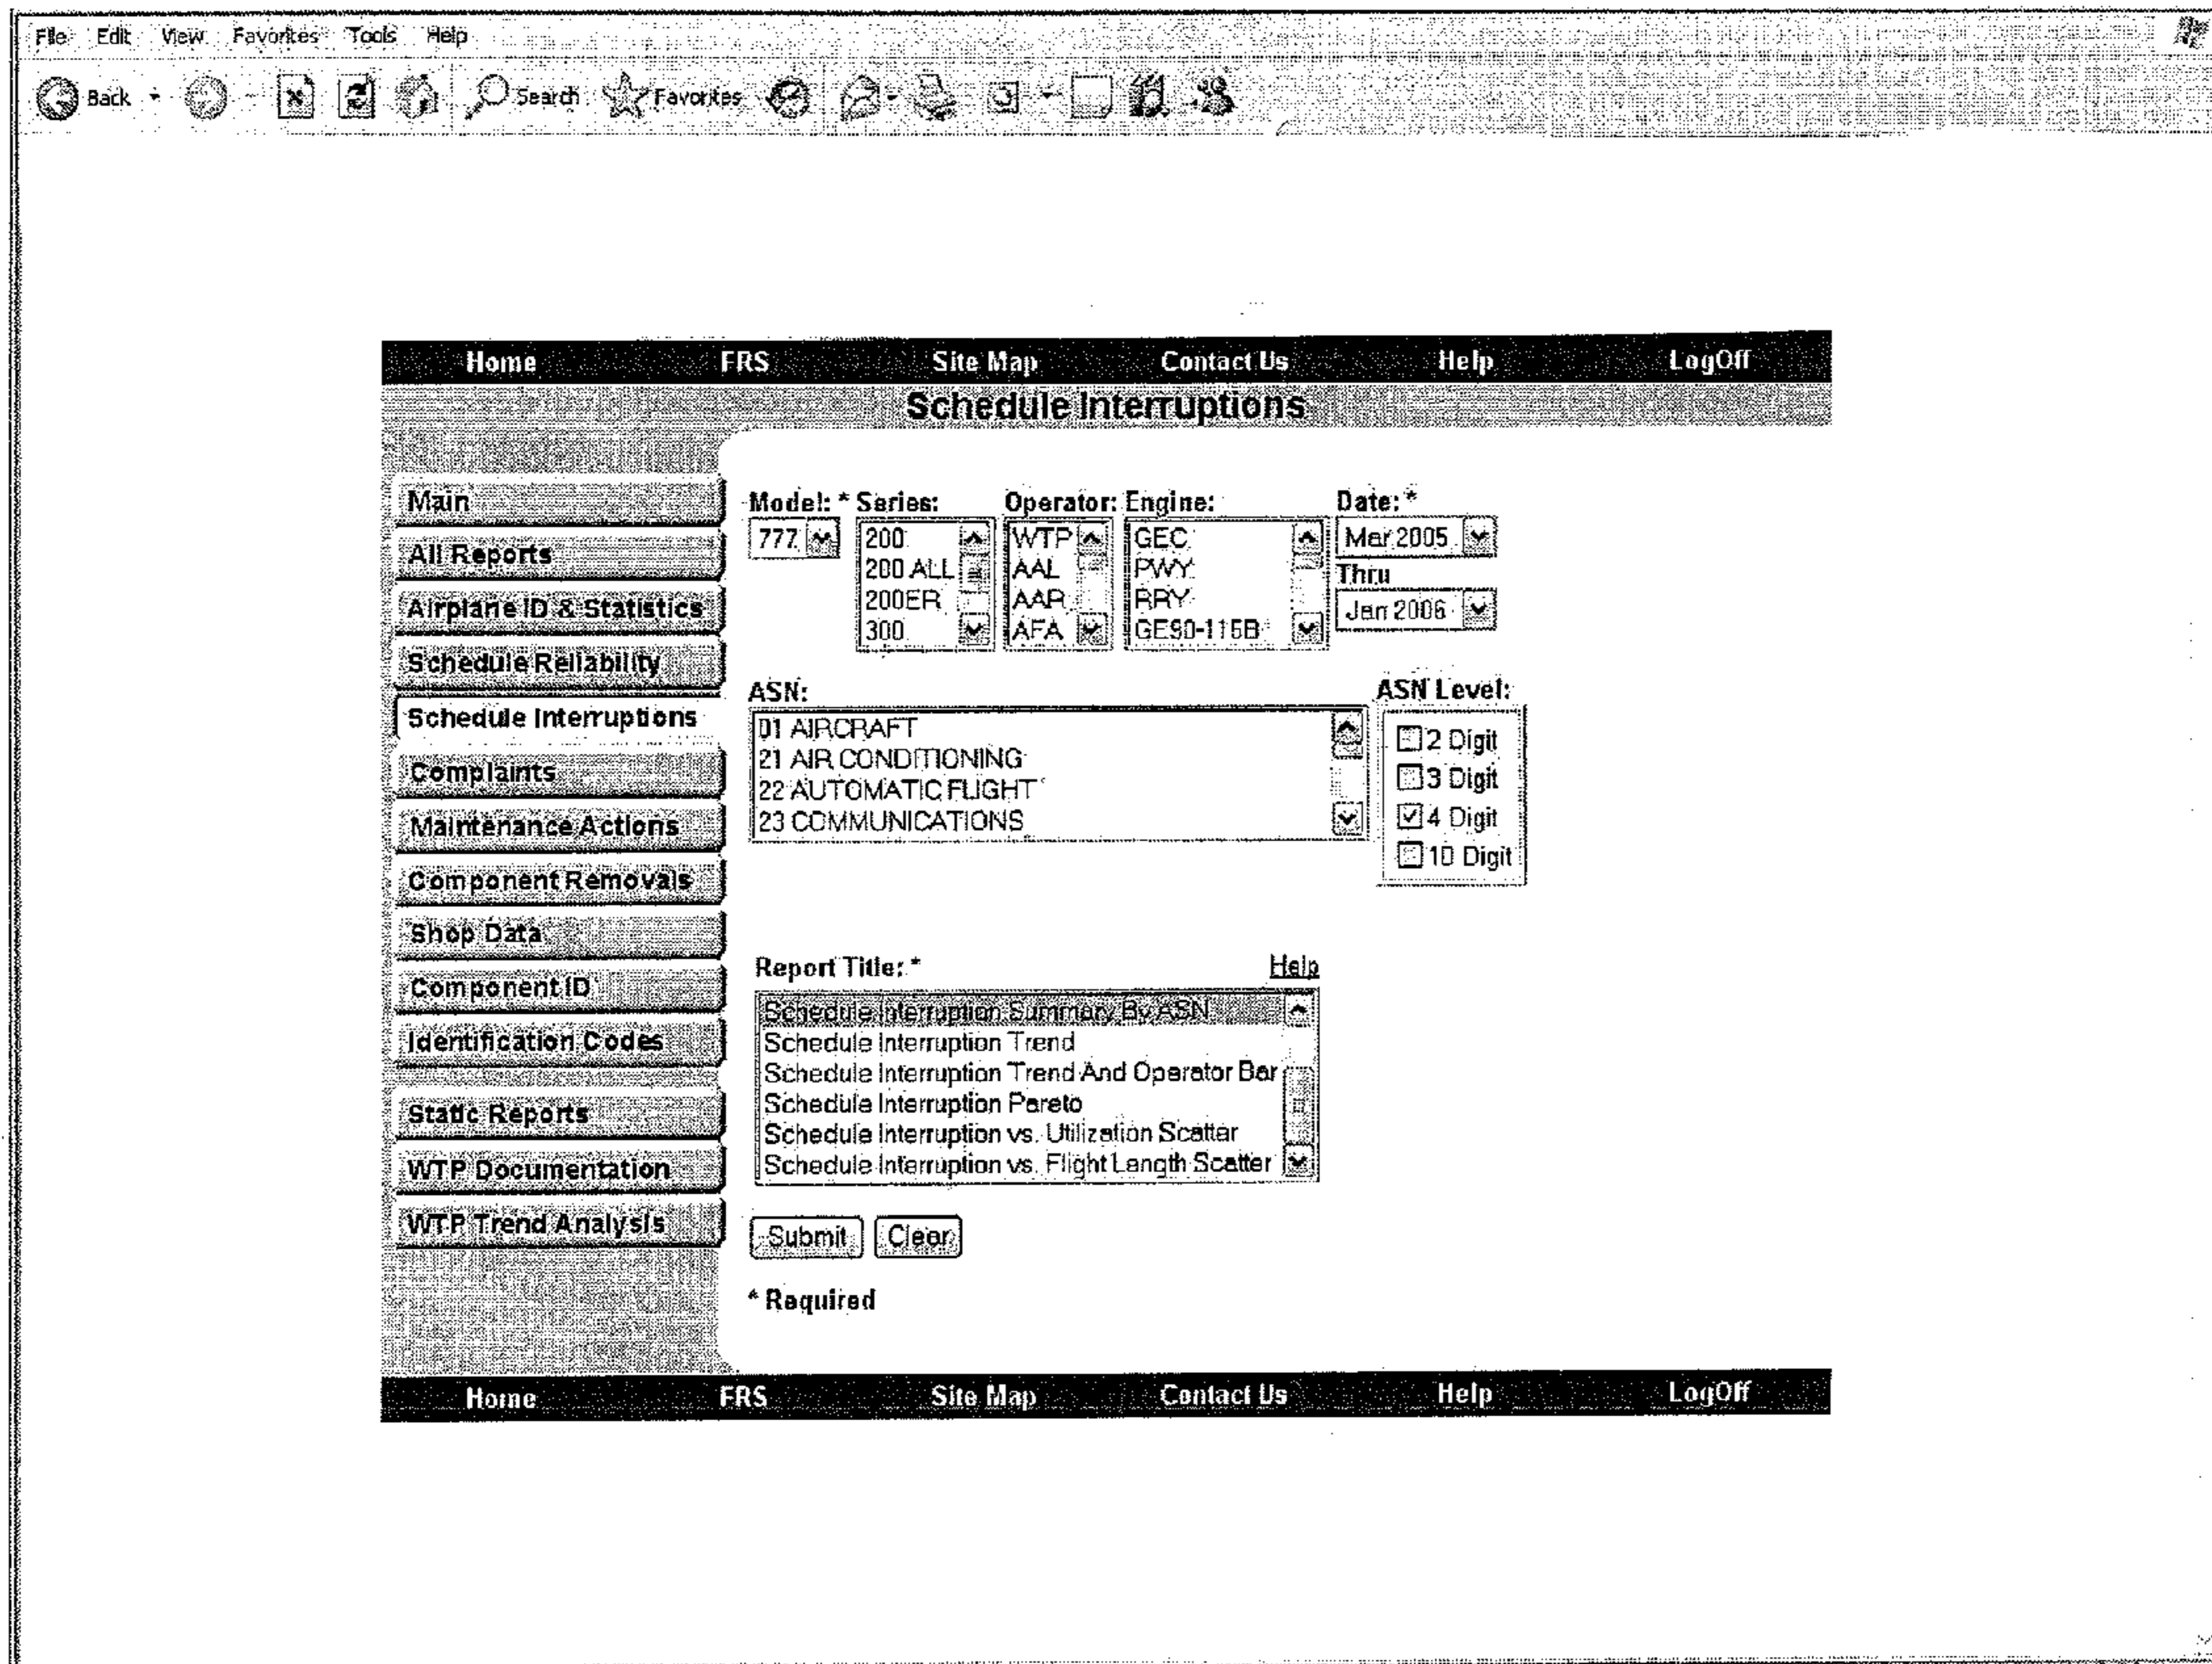 File Edit View Favorites Tools Help
Back Search Favorites
Home FRS Site Map Contact Us Help LogOff
Schedule Interruptions
Main
All Reports
Airplane ID & Statistics
Schedule Reliability
Schedule Interruptions
Complaints
Maintenance Actions
Component Removals
Shop Data
Component ID
Identification Codes
Static Reports
WTP Documentation
WTP Trend Analysis
Model: * Series: Operator: Engine: Date: *
777 200 WTP GEC Mar 2005
200 ALL AAL PWY Thru
200ER AAR RRY Jan 2006
300 AFA GE90-115B
ASN: ASN Level:
01 AIRCRAFT
21 AIR CONDITIONING
22 AUTOMATIC FLIGHT
23 COMMUNICATIONS
2 Digit
3 Digit
4 Digit
10 Digit
Report Title: * Help
Schedule Interruption Summary By ASN
Schedule Interruption Trend
Schedule Interruption Trend And Operator Bar
Schedule Interruption Pareto
Schedule Interruption vs. Utilization Scatter
Schedule Interruption vs. Flight Length Scatter
Submit Clear
* Required
Home FRS Site Map Contact Us Help LogOff